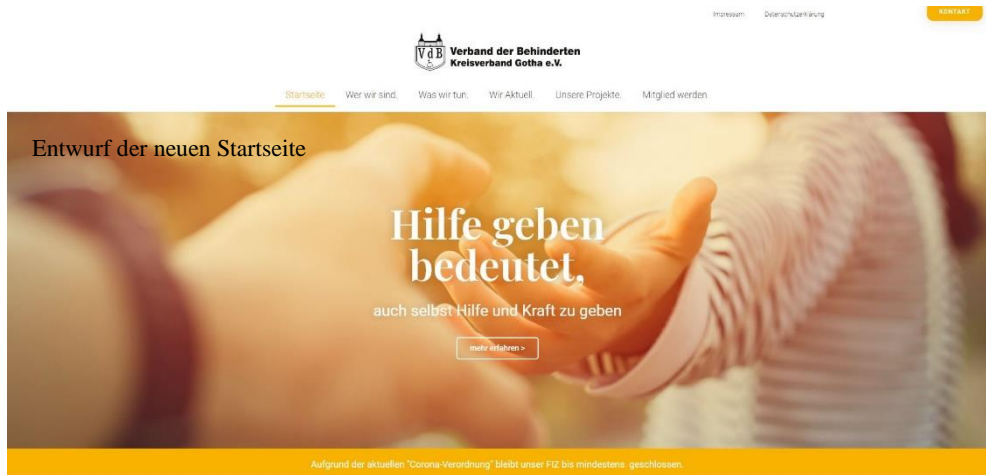 Impressum Datenschutzerklärung KONTAKT
VdB
Verband der Behinderten
Kreisverband Gotha e.V.
Startseite Wer wir sind. Was wir tun. Wir Aktuell. Unsere Projekte. Mitglied werden.
Entwurf der neuen Startseite
Hilfe geben
bedeutet,
auch selbst Hilfe und Kraft zu geben
mehr erfahren >
Aufgrund der aktuellen "Corona-Verordnung" bleibt unser FIZ bis mindestens geschlossen.